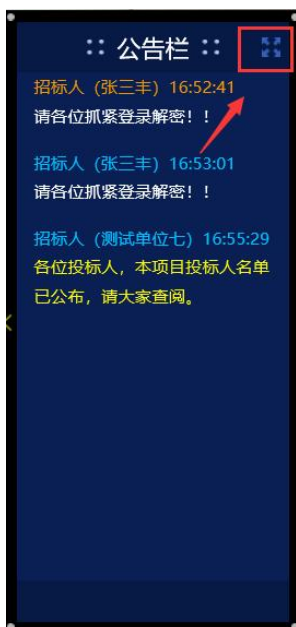 :: 公告栏 ::
招标人（张三丰）16:52:41
请各位抓紧登录解密！！
招标人（张三丰）16:53:01
请各位抓紧登录解密！！
招标人（测试单位七）16:55:29
各位投标人，本项目投标人名单
已公布，请大家查阅。